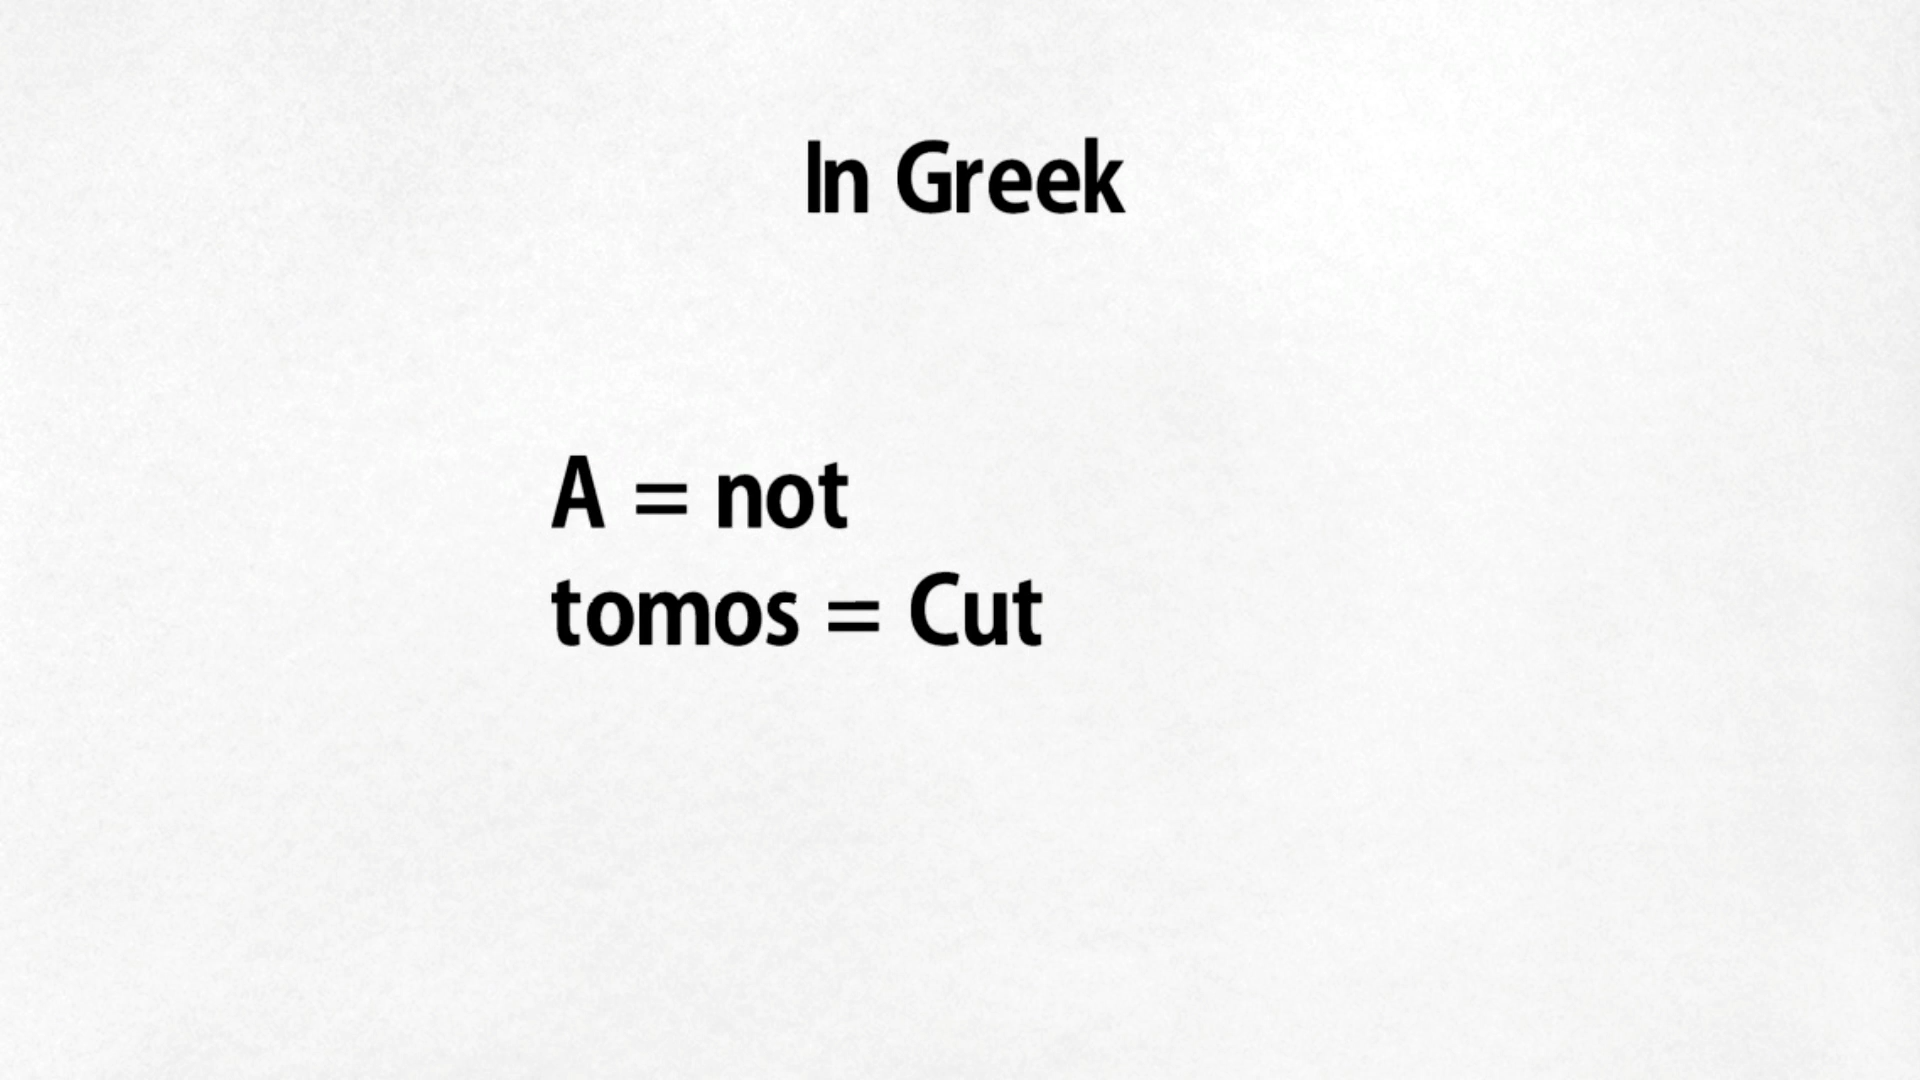 In Greek
A = not
tomos = Cut